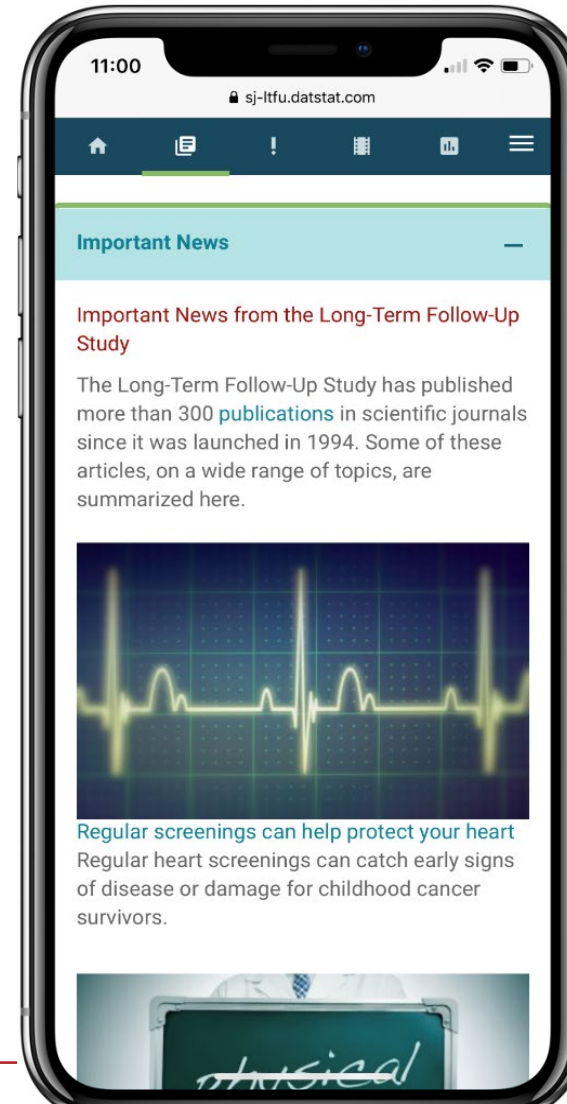 11:00
sj-ltfu.datstat.com
Important News
Important News from the Long-Term Follow-Up
Study
The Long-Term Follow-Up Study has published
more than 300 publications in scientific journals
since it was launched in 1994. Some of these
articles, on a wide range of topics, are
summarized here.
Regular screenings can help protect your heart
Regular heart screenings can catch early signs
of disease or damage for childhood cancer
survivors.
physical